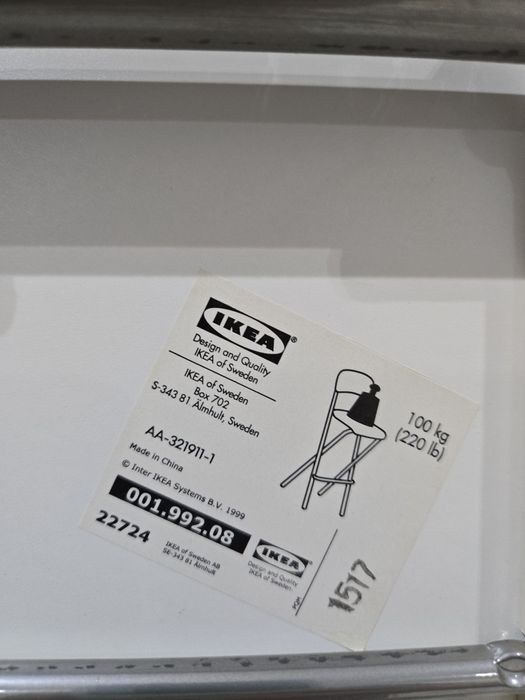 IKEA®
Design and Quality
IKEA of Sweden
IKEA of Sweden
Box 702
S-343 81 Älmhult, Sweden
AA-321911-1
Made in China
© Inter IKEA Systems B.V. 1999
001.992.08
22724
IKEA of Sweden AB
SE-343 81 Älmhult
IKEA®
Design and Quality
IKEA of Sweden
100 kg
(220 lb)
PQM
1517